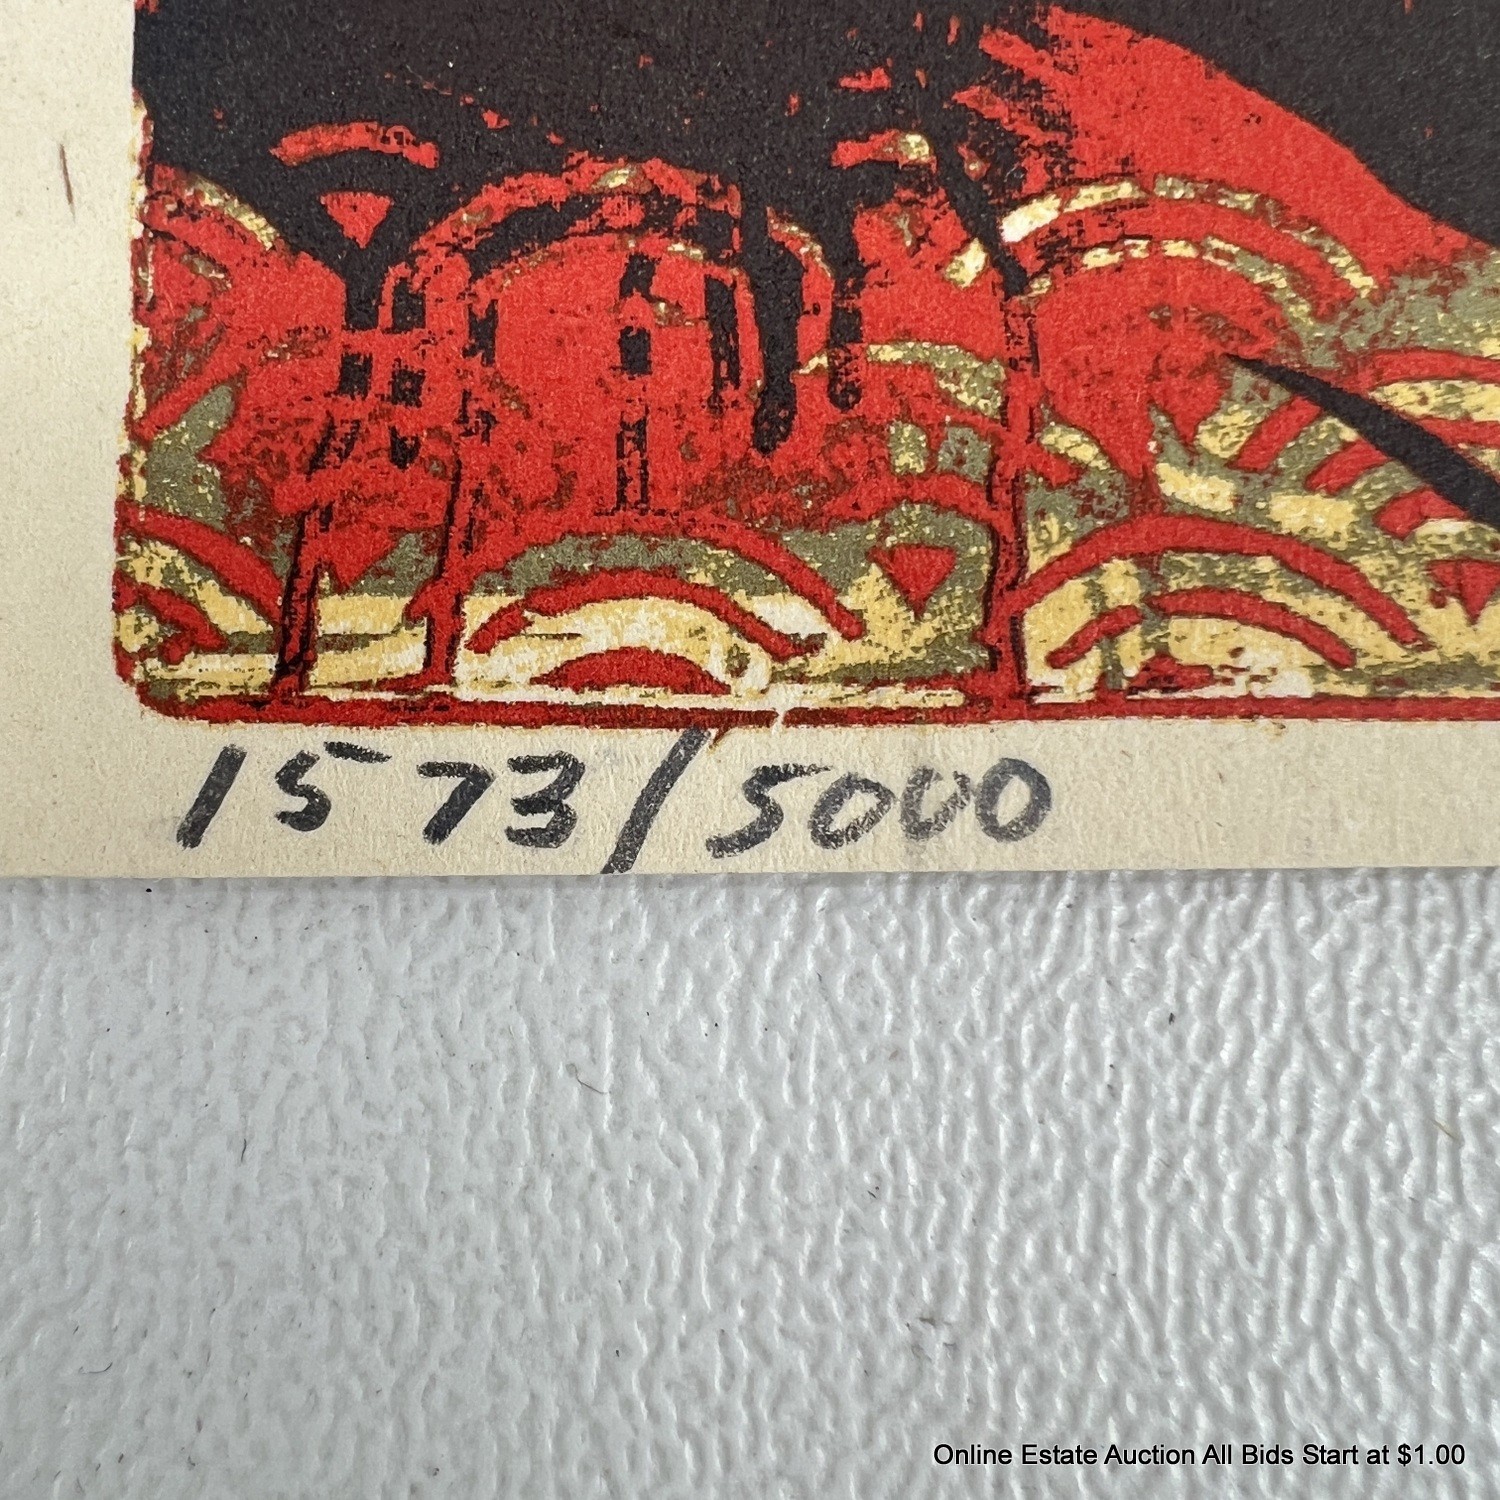 1573/5000
Online Estate Auction All Bids Start at $1.00